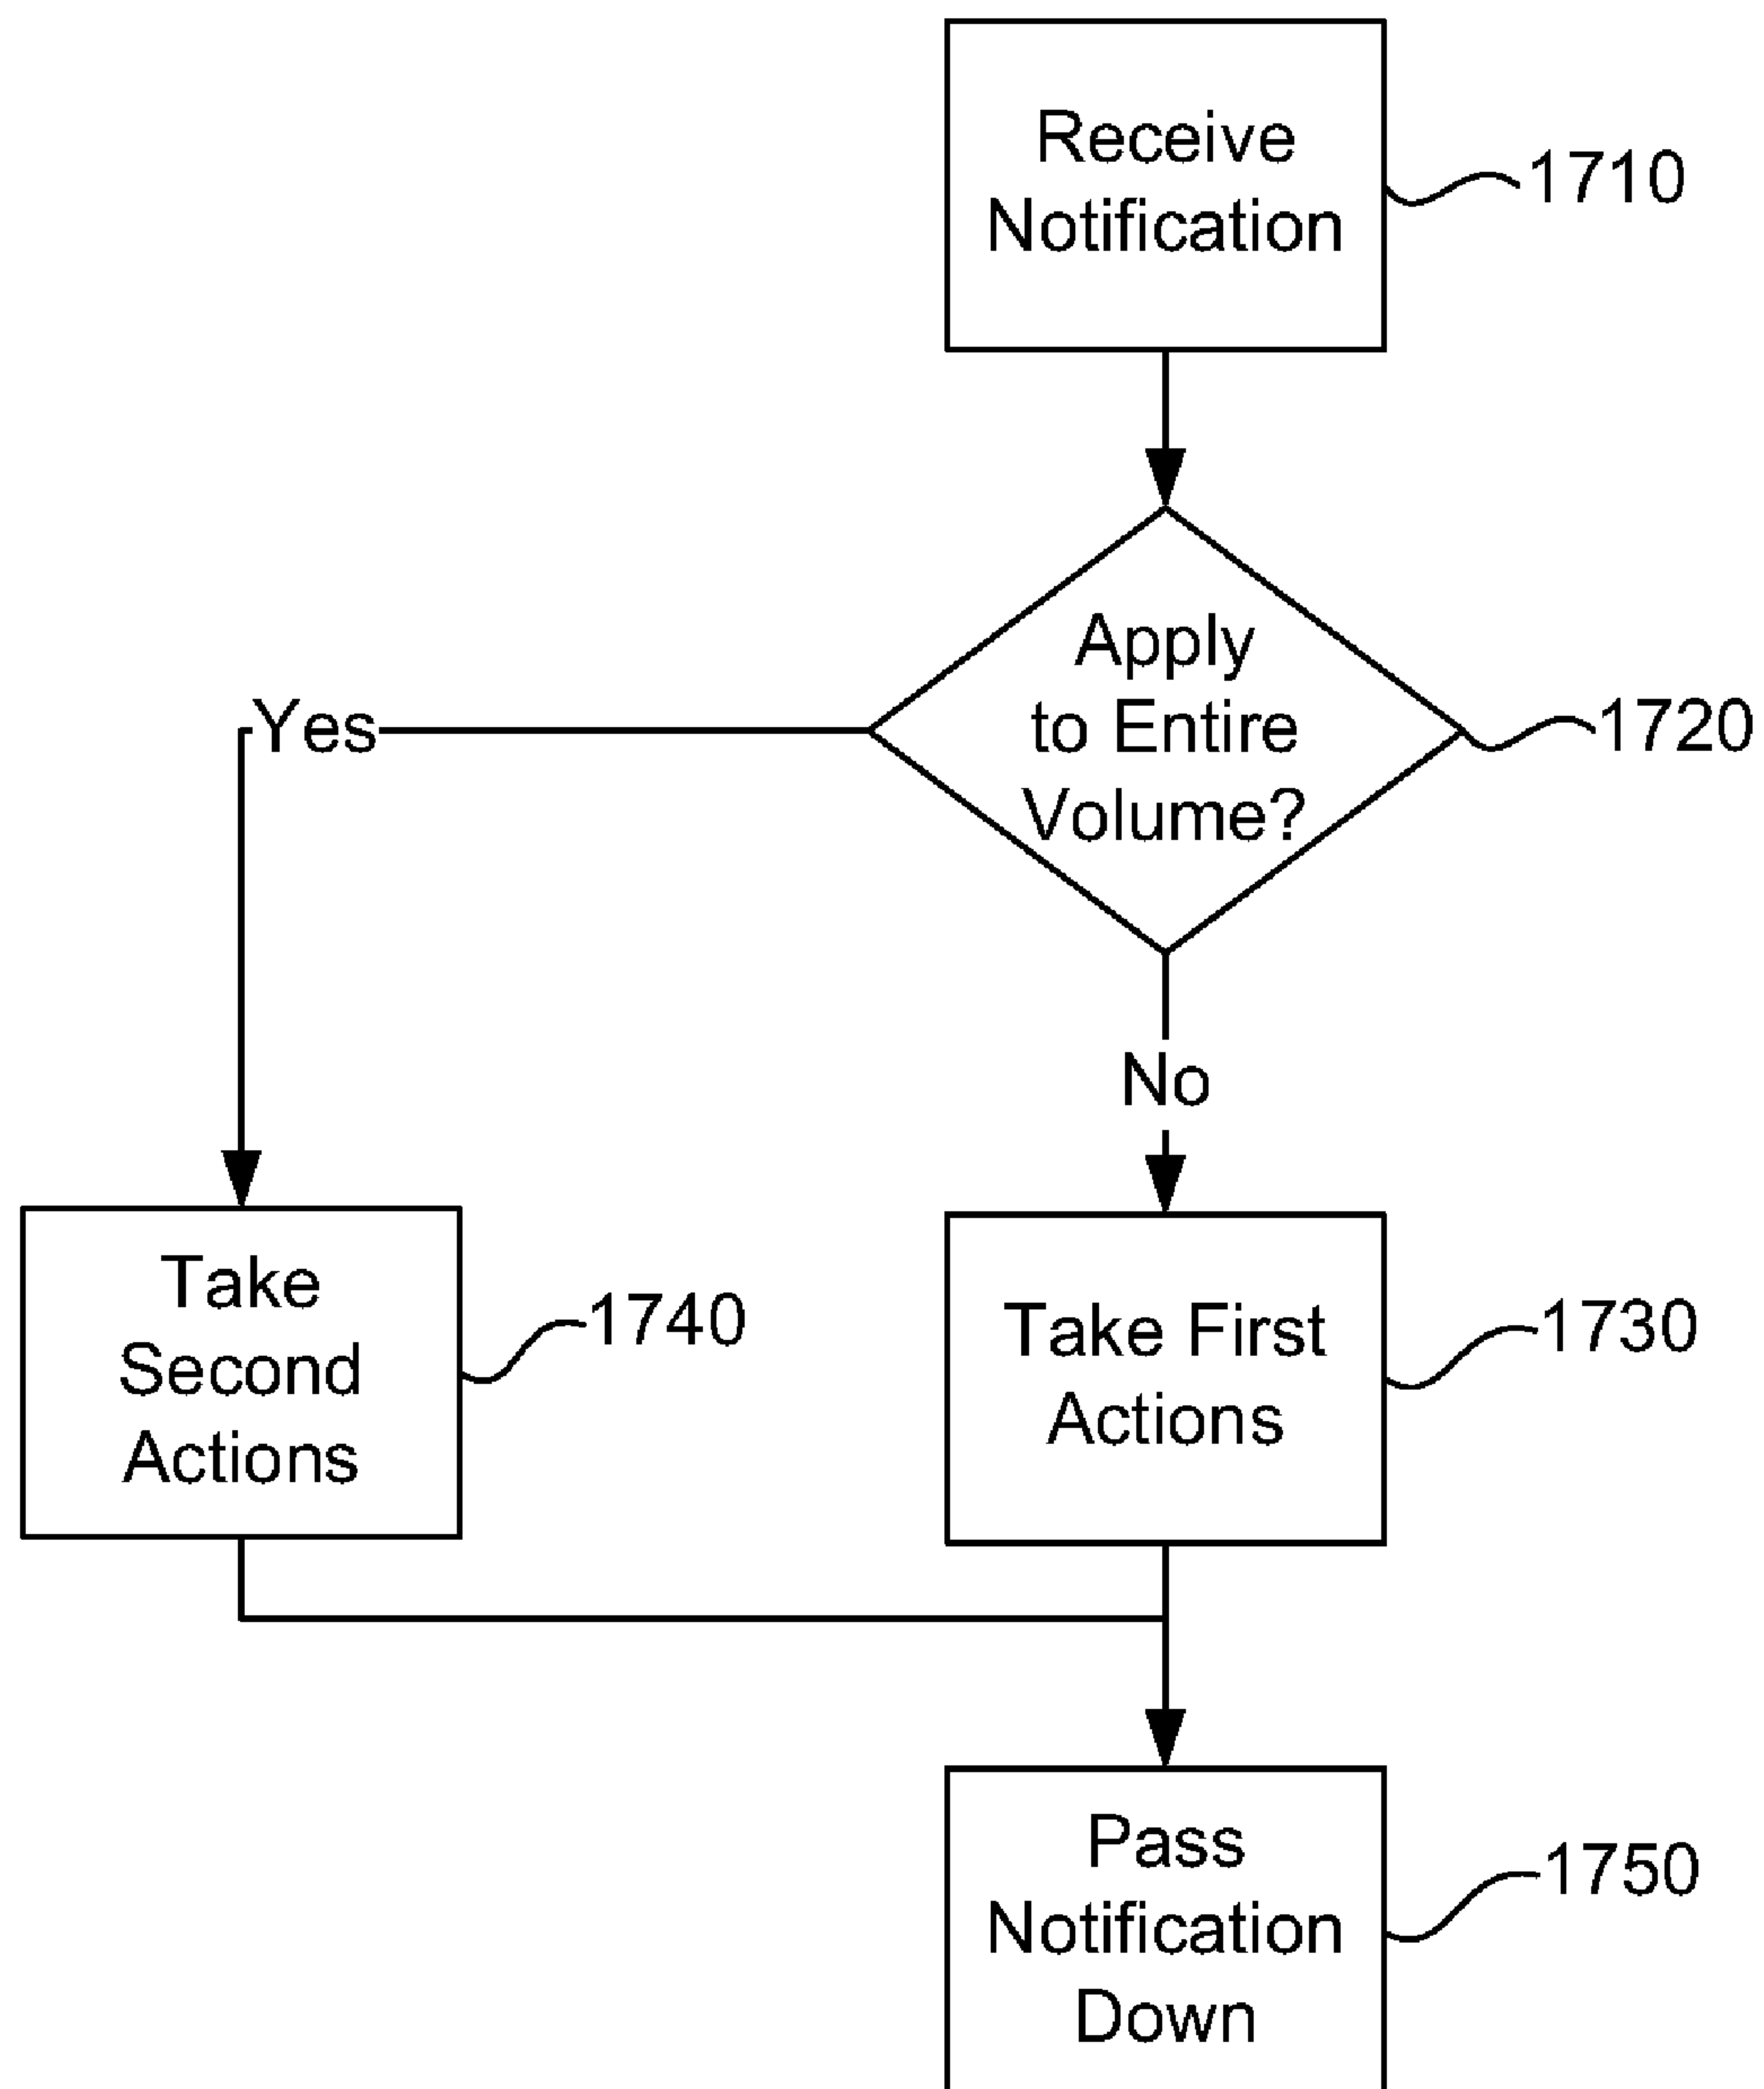 Receive
Notification
1710
Apply
to Entire
Volume?
1720
Yes
No
Take
Second
Actions
1740
Take First
Actions
1730
Pass
Notification
Down
1750